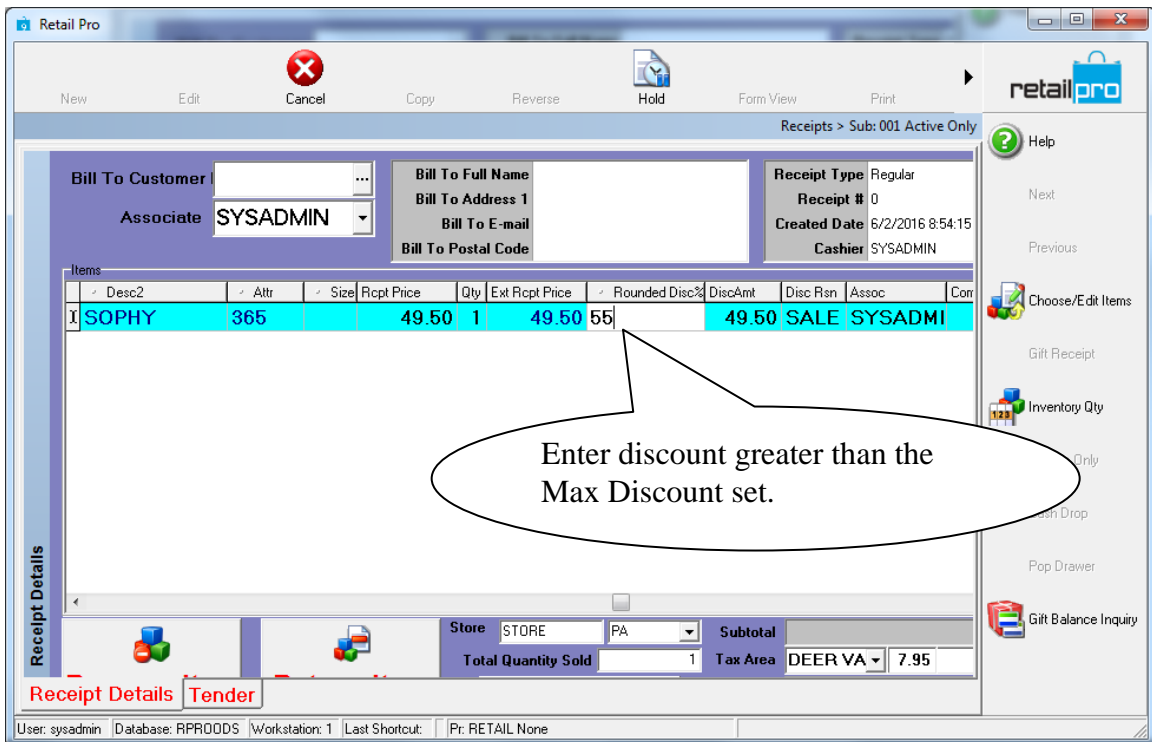 Retail Pro
New Edit Cancel Copy Reverse Hold Form View Print
retailpro
Receipts > Sub: 001 Active Only
Help
Next
Previous
Choose/Edit Items
Gift Receipt
Inventory Qty
Only
Drop
Pop Drawer
Gift Balance Inquiry
Bill To Customer
Associate SYSADMIN
Bill To Full Name
Bill To Address 1
Bill To E-mail
Bill To Postal Code
Receipt Type Regular
Receipt # 0
Created Date 6/2/2016 8:54:15
Cashier SYSADMIN
Items
Desc2 Attr Size Rcpt Price Qty Ext Rcpt Price Rounded Disc% DiscAmt Disc Rsn Assoc Com
SOPHY 365 49.50 1 49.50 55 49.50 SALE SYSADMI
Enter discount greater than the
Max Discount set.
Receipt Details
Store STORE PA Subtotal
Total Quantity Sold 1 Tax Area DEER VA 7.95
Receipt Details Tender
User: sysadmin Database: RPROODS Workstation: 1 Last Shortcut: Pr: RETAIL None